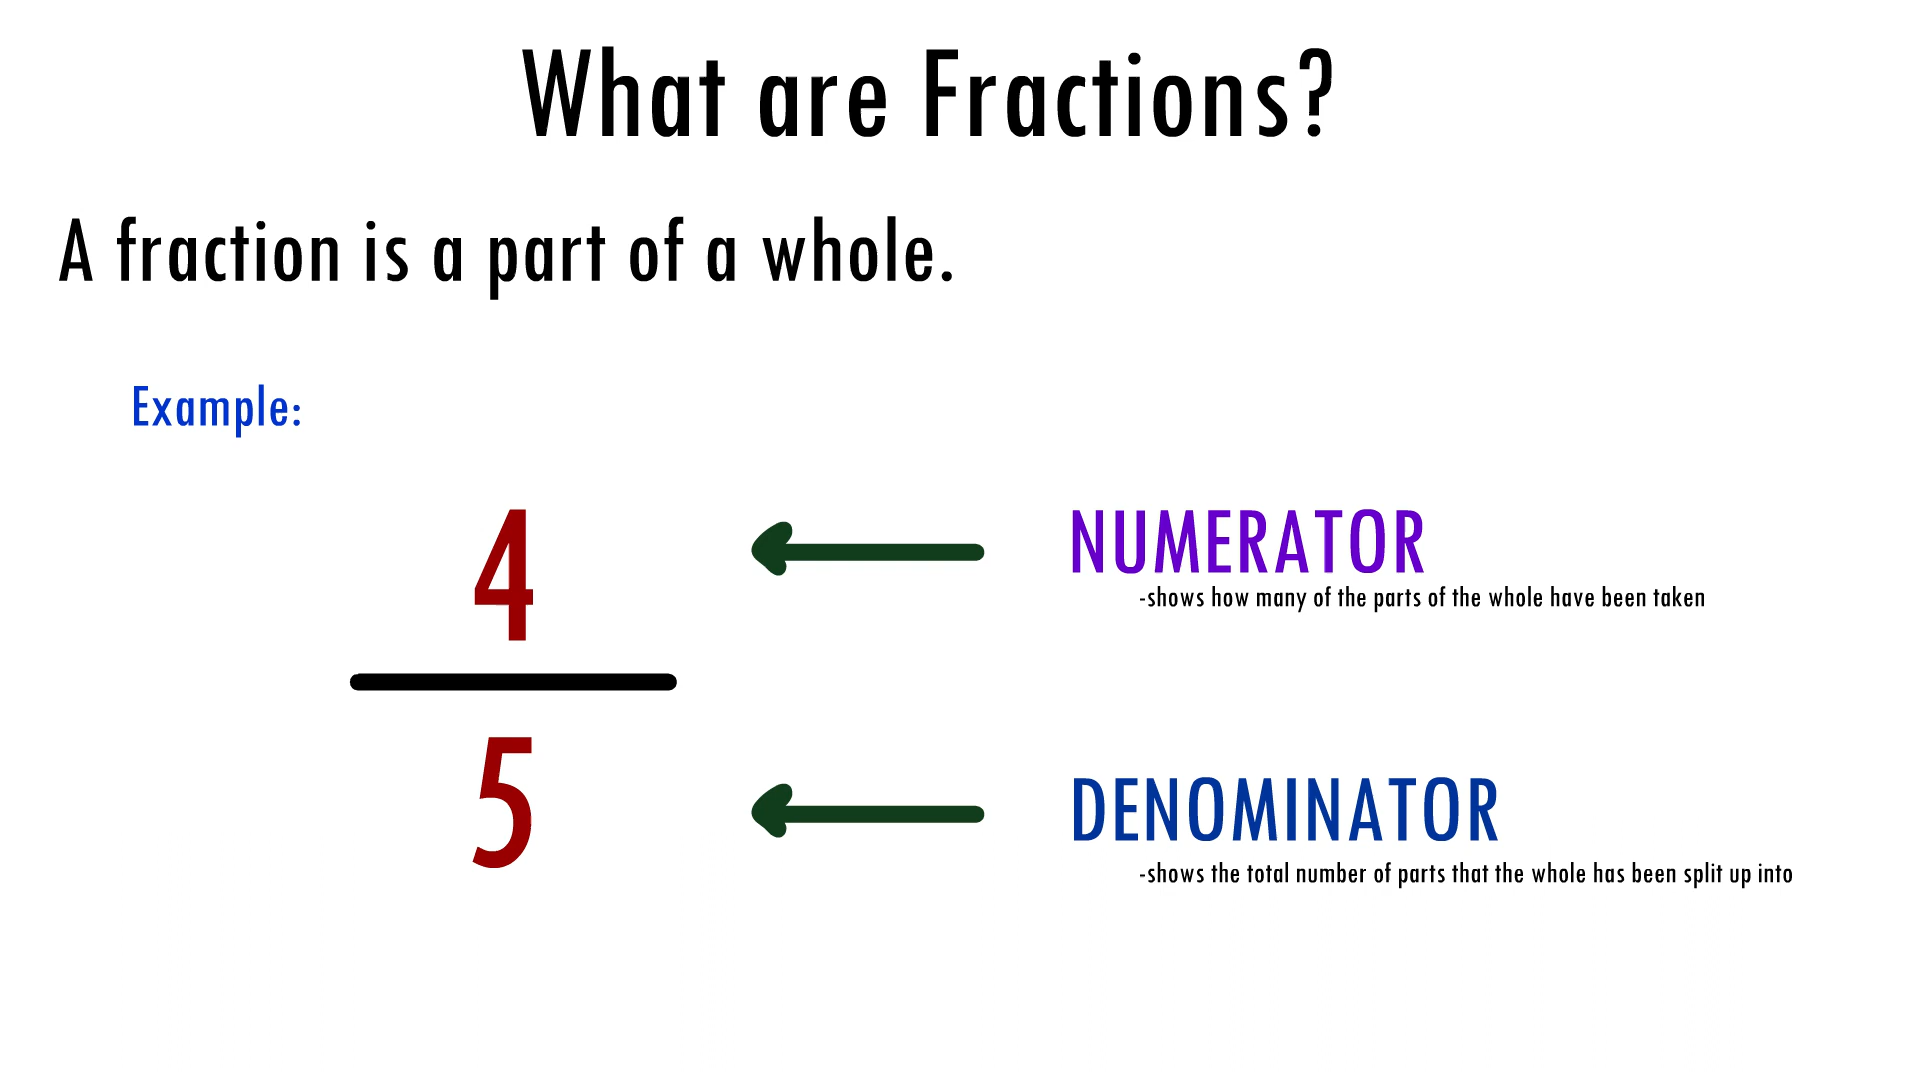 What are Fractions?
A fraction is a part of a whole.
Example:
4
NUMERATOR
-shows how many of the parts of the whole have been taken
5
DENOMINATOR
-shows the total number of parts that the whole has been split up into